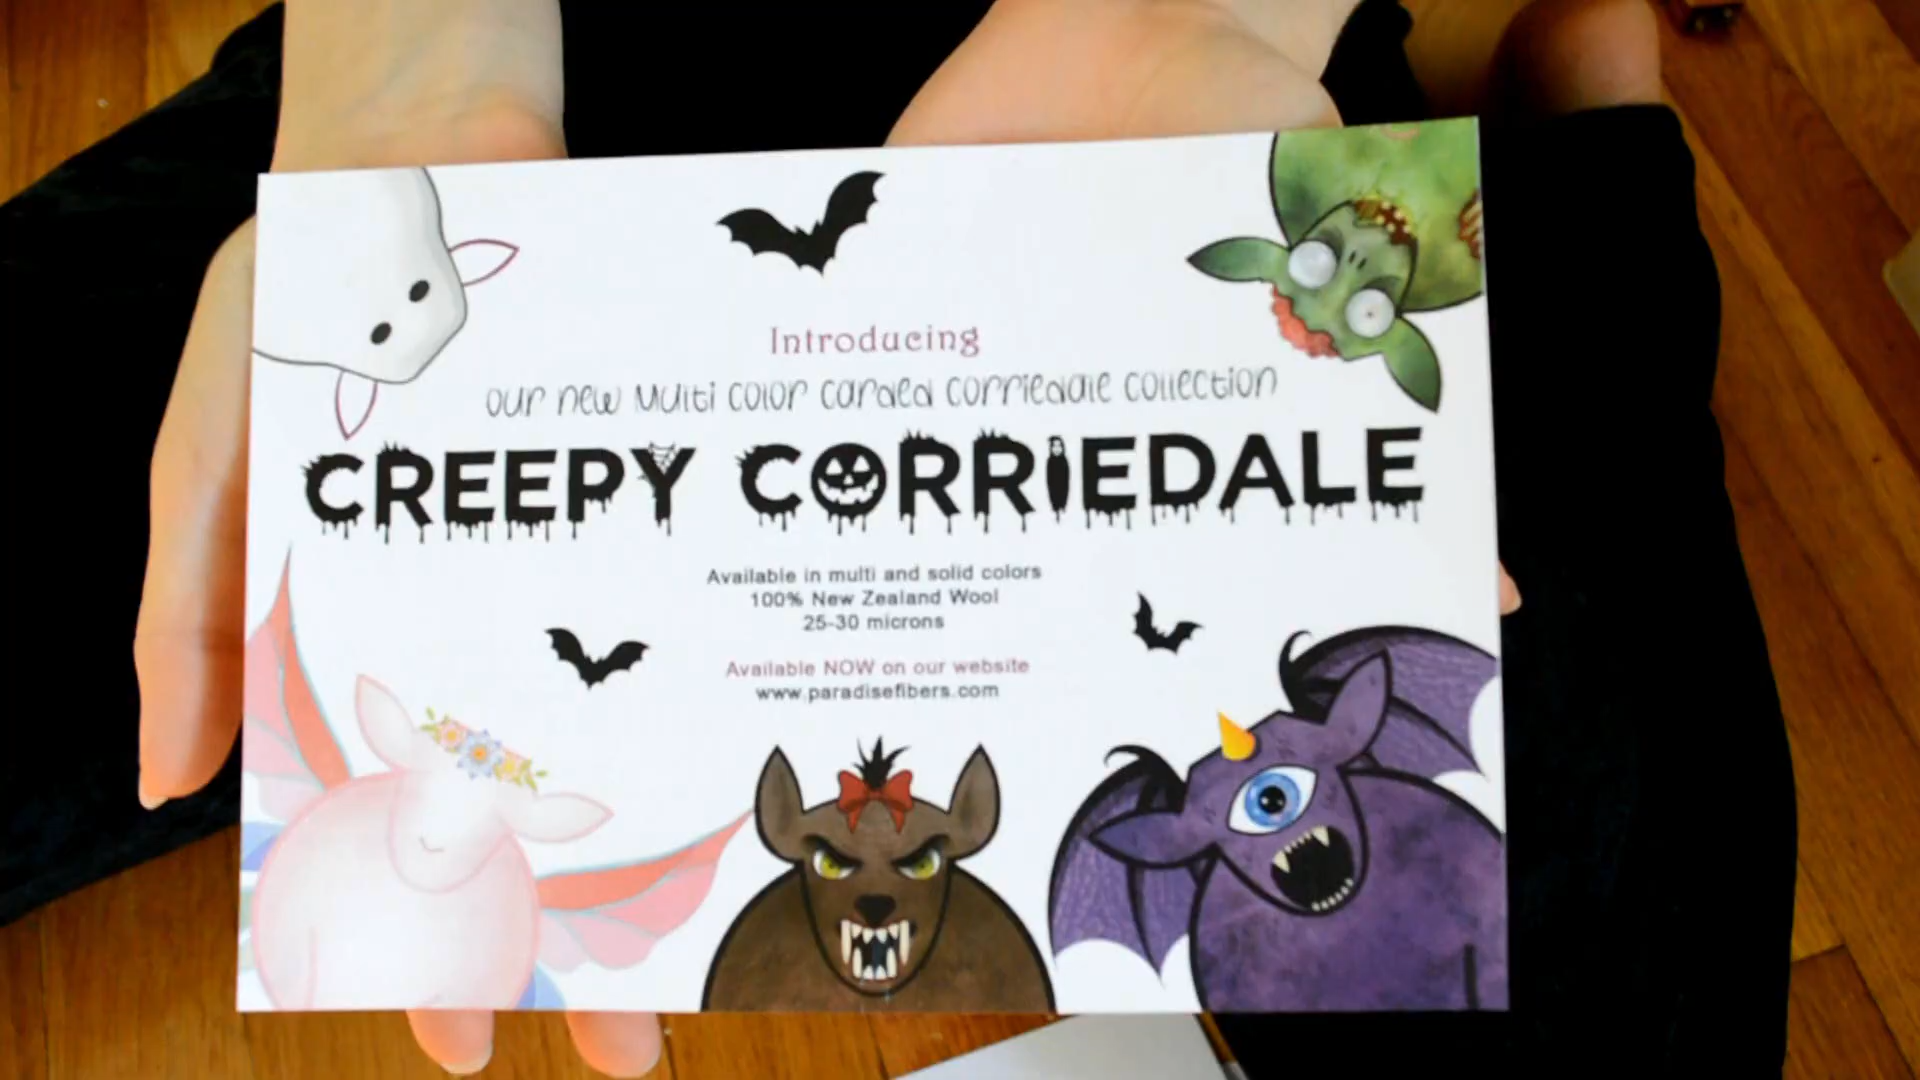 Introducing
our new Multi color carded corriedale collection
CREEPY CORRIEDALE
Available in multi and solid colors
100% New Zealand Wool
25-30 microns
Available NOW on our website
www.paradisefibers.com